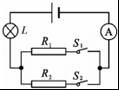 L
A
R₁ S₁
R₂ S₂